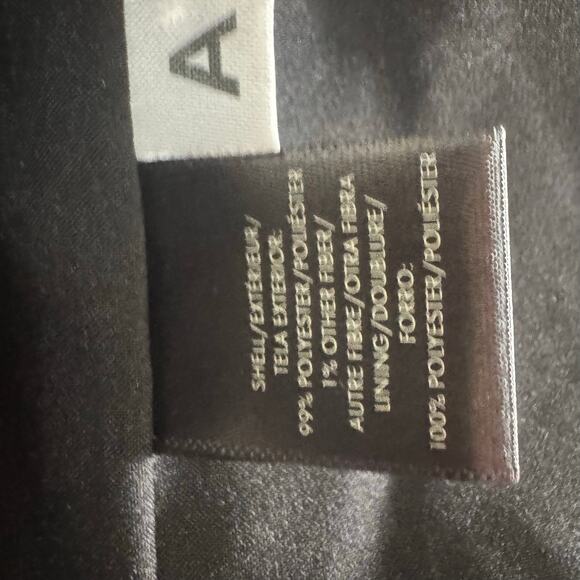 A
SHELL/EXTÉRIEUR/
TELA EXTERIOR:
99% POLYESTER/POLIÉSTER
1% OTHER FIBER/
AUTRE FIBRE/OTRA FIBRA
LINING/DOUBLURE/
FORRO:
100% POLYESTER/POLIÉSTER